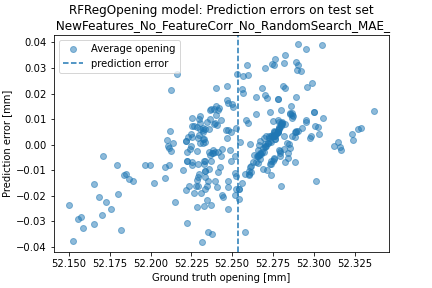 RFRegOpening model: Prediction errors on test set
NewFeatures_No_FeatureCorr_No_RandomSearch_MAE_
Average opening
prediction error
Prediction error [mm]
0.04
0.03
0.02
0.01
0.00
−0.01
−0.02
−0.03
−0.04
52.150 52.175 52.200 52.225 52.250 52.275 52.300 52.325
Ground truth opening [mm]